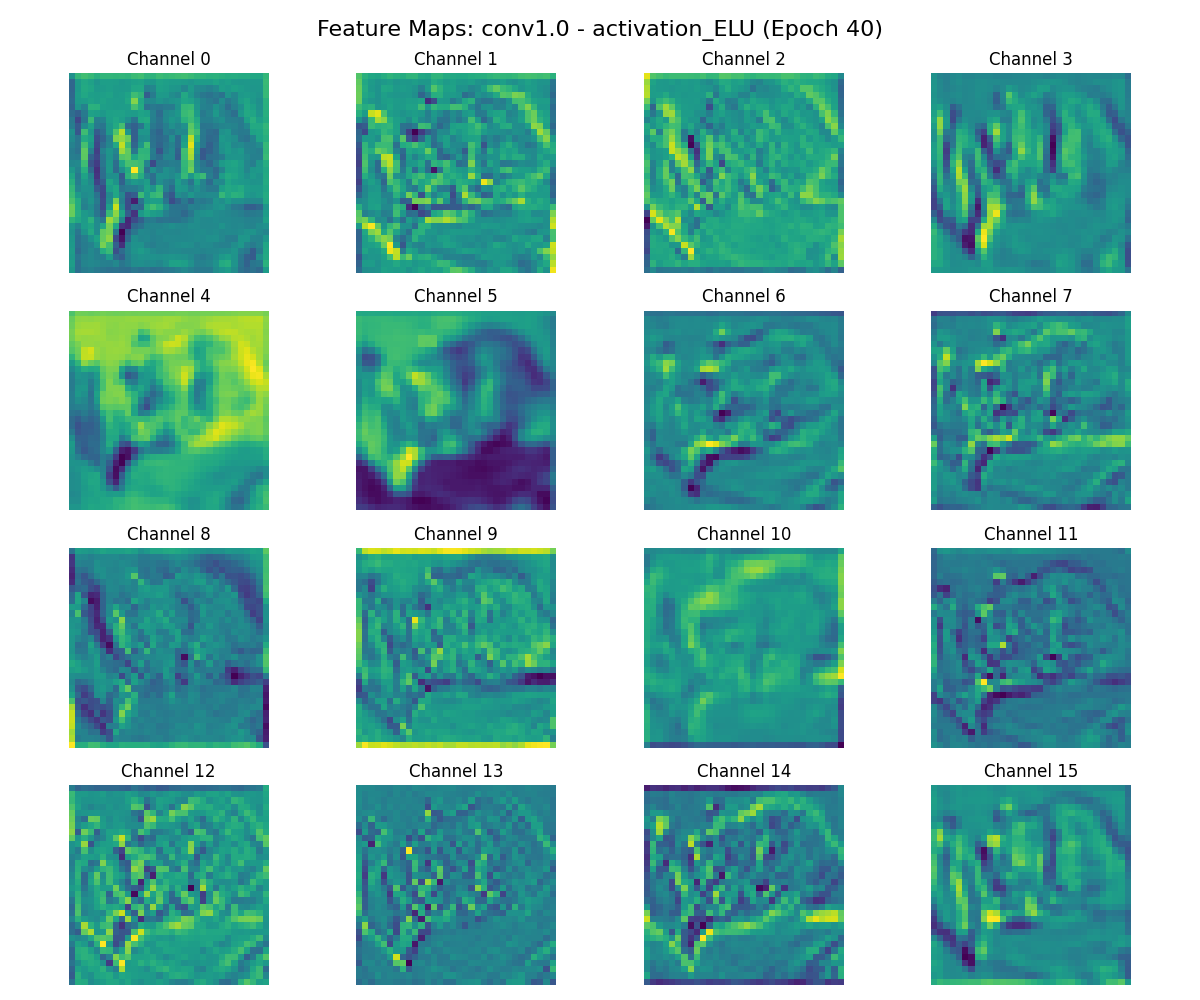 Feature Maps: conv1.0 - activation_ELU (Epoch 40)
Channel 0
Channel 1
Channel 2
Channel 3
Channel 4
Channel 5
Channel 6
Channel 7
Channel 8
Channel 9
Channel 10
Channel 11
Channel 12
Channel 13
Channel 14
Channel 15